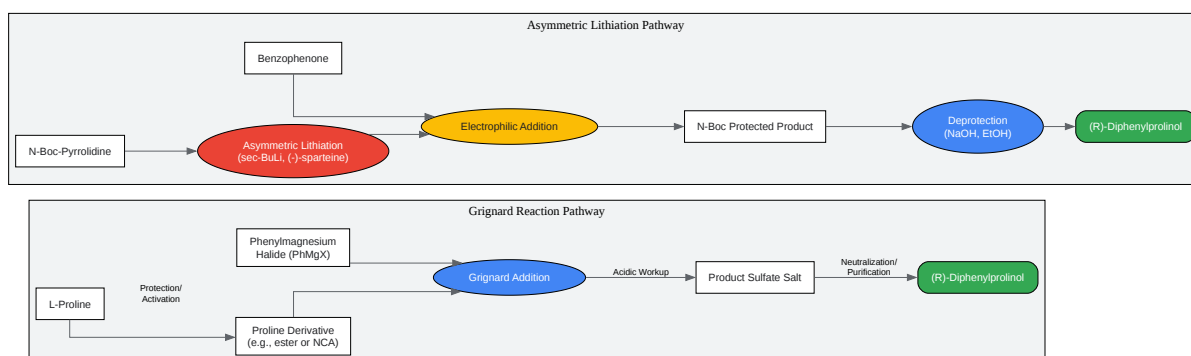 Asymmetric Lithiation Pathway
Benzophenone
N-Boc-Pyrrolidine
Asymmetric Lithiation
(sec-BuLi, (-)-sparteine)
Electrophilic Addition
N-Boc Protected Product
Deprotection
(NaOH, EtOH)
(R)-Diphenylprolinol
Grignard Reaction Pathway
Phenylmagnesium
Halide (PhMgX)
L-Proline
Protection/
Activation
Proline Derivative
(e.g., ester or NCA)
Grignard Addition
Acidic Workup
Product Sulfate Salt
Neutralization/
Purification
(R)-Diphenylprolinol